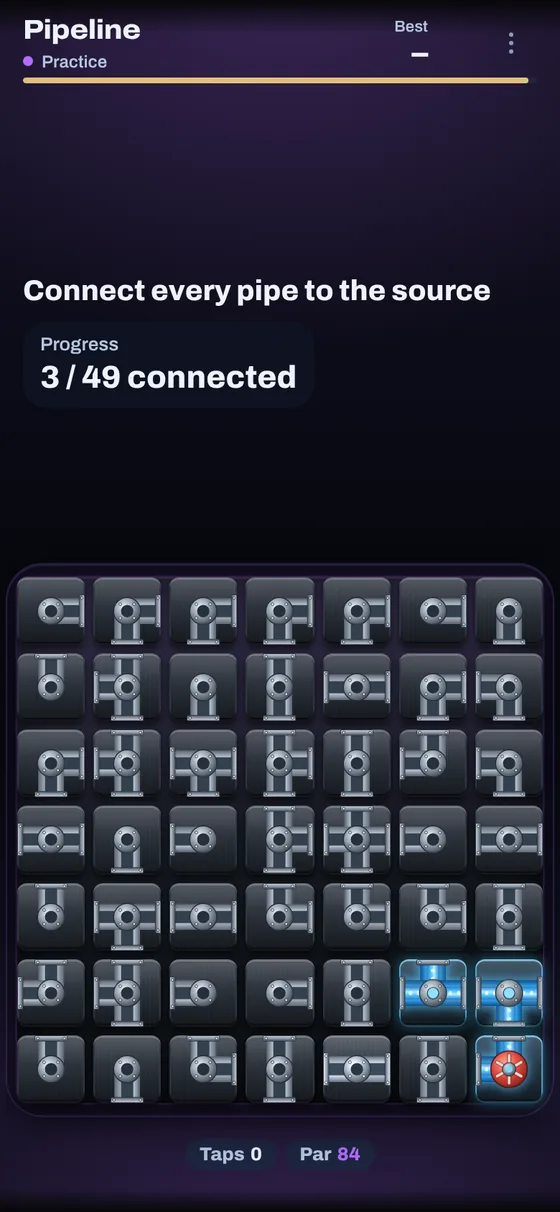 Pipeline
Best
Practice
–
Connect every pipe to the source
Progress
3 / 49 connected
Taps 0
Par 84